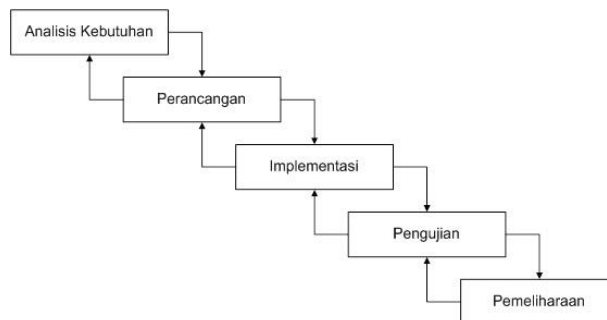 Analisis Kebutuhan
Perancangan
Implementasi
Pengujian
Pemeliharaan